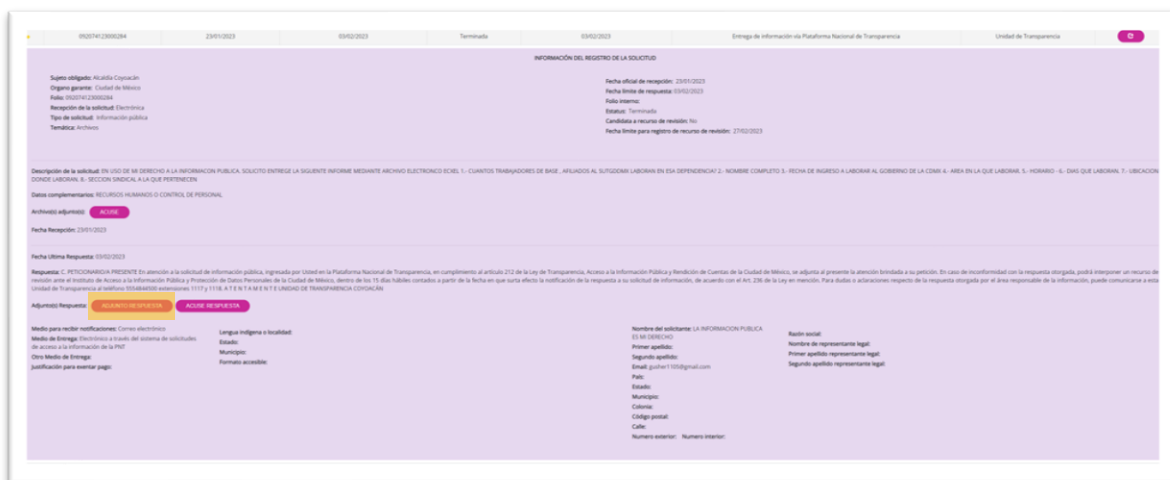 092074123000284 23/01/2023 03/02/2023 Terminada 03/02/2023 Entrega de información vía Plataforma Nacional de Transparencia Unidad de Transparencia
INFORMACIÓN DEL REGISTRO DE LA SOLICITUD
Sujeto obligado: Alcaldía Coyoacán
Organo garante: Ciudad de México
Folio: 092074123000284
Recepción de la solicitud: Electrónica
Tipo de solicitud: Información pública
Temática: Archivos
Fecha oficial de recepción: 23/01/2023
Fecha límite de respuesta: 03/02/2023
Folio interno:
Estatus: Terminada
Candidata a recurso de revisión: No
Fecha límite para registro de recurso de revisión: 27/02/2023
Descripción de la solicitud: EN USO DE MI DERECHO A LA INFORMACON PUBLICA. SOLICITO ENTREGE LA SIGUIENTE INFORME MEDIANTE ARCHIVO ELECTRONICO ECXEL 1.- CUANTOS TRABAJADORES DE BASE , AFILIADOS AL SUTGDMX LABORAN EN ESA DEPENDENCIA? 2.- NOMBRE COMPLETO 3.- FECHA DE INGRESO A LABORAR AL GOBIERNO DE LA CDMX 4.- AREA EN LA QUE LABORAR. 5.- HORARIO - 6.- DIAS QUE LABORAN. 7.- UBICACION
DONDE LABORAN. 8.- SECCION SINDICAL A LA QUE PERTENECEN
Datos complementarios: RECURSOS HUMANOS O CONTROL DE PERSONAL.
Archivo(s) adjunto(s): ACUSE
Fecha Recepción: 23/01/2023
Fecha Ultima Respuesta: 03/02/2023
Respuesta: C. PETICIONARIO/A PRESENTE En atención a la solicitud de información pública, ingresada por Usted en la Plataforma Nacional de Transparencia, en cumplimiento al artículo 212 de la Ley de Transparencia, Acceso a la Información Pública y Rendición de Cuentas de la Ciudad de México, se adjunta al presente la atención brindada a su petición. En caso de inconformidad con la respuesta otorgada, podrá interponer un recurso de
revisión ante el Instituto de Acceso a la Información Pública y Protección de Datos Personales de la Ciudad de México, dentro de los 15 días hábiles contados a partir de la fecha en que surta efecto la notificación de la respuesta a su solicitud de información, de acuerdo con el Art. 236 de la Ley en mención. Para dudas o aclaraciones respecto de la respuesta otorgada por el área responsable de la información, puede comunicarse a esta
Unidad de Transparencia al teléfono 5554844500 extensiones 1117 y 1118. A T E N T A M E N T E UNIDAD DE TRANSPARENCIA COYOACÁN
Adjunto(s) Respuesta: ADJUNTO RESPUESTA ACUSE RESPUESTA
Medio para recibir notificaciones: Correo electrónico
Medio de Entrega: Electrónico a través del sistema de solicitudes
de acceso a la información de la PNT
Otro Medio de Entrega:
Justificación para exentar pago:
Lengua indígena o localidad:
Estado:
Municipio:
Formato accesible:
Nombre del solicitante: LA INFORMACION PUBLICA
ES MI DERECHO
Primer apellido:
Segundo apellido:
Email: gusher1105@gmail.com
País:
Estado:
Municipio:
Colonia:
Código postal:
Calle:
Numero exterior: Numero interior:
Razón social:
Nombre de representante legal:
Primer apellido representante legal:
Segundo apellido representante legal: